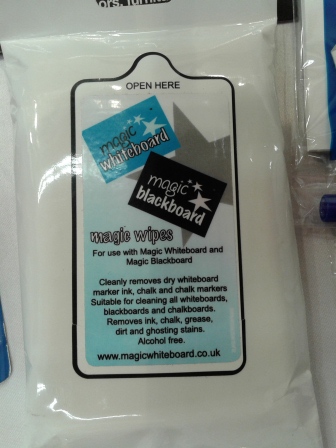 OPEN HERE
magic
whiteboard
magic
blackboard
magic wipes
For use with Magic Whiteboard and
Magic Blackboard
Cleanly removes dry whiteboard
marker ink, chalk and chalk markers
Suitable for cleaning all whiteboards,
blackboards and chalkboards.
Removes ink, chalk, grease,
dirt and ghosting stains.
Alcohol free.
www.magicwhiteboard.co.uk